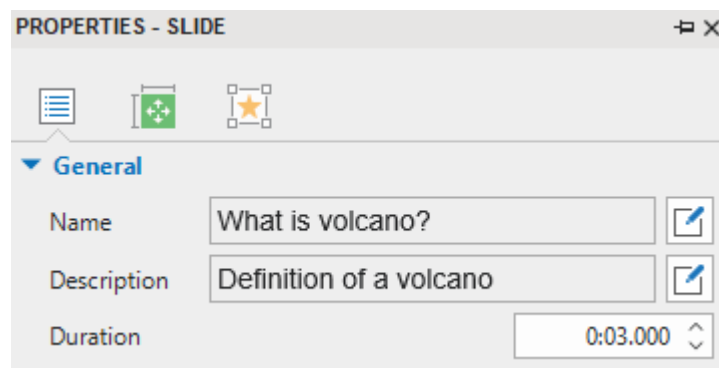 PROPERTIES - SLIDE
General
Name What is volcano?
Description Definition of a volcano
Duration 0:03.000